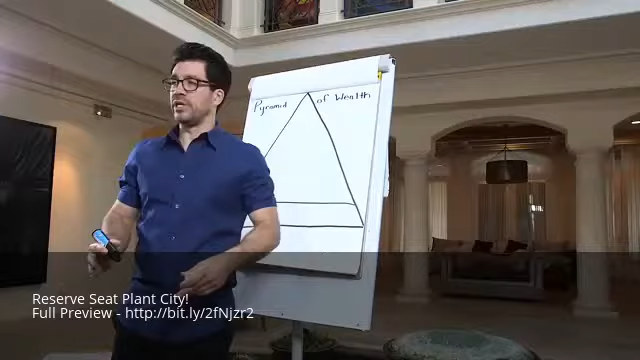 Pyramid of Wealth
Reserve Seat Plant City!
Full Preview - http://bit.ly/2fNjzr2